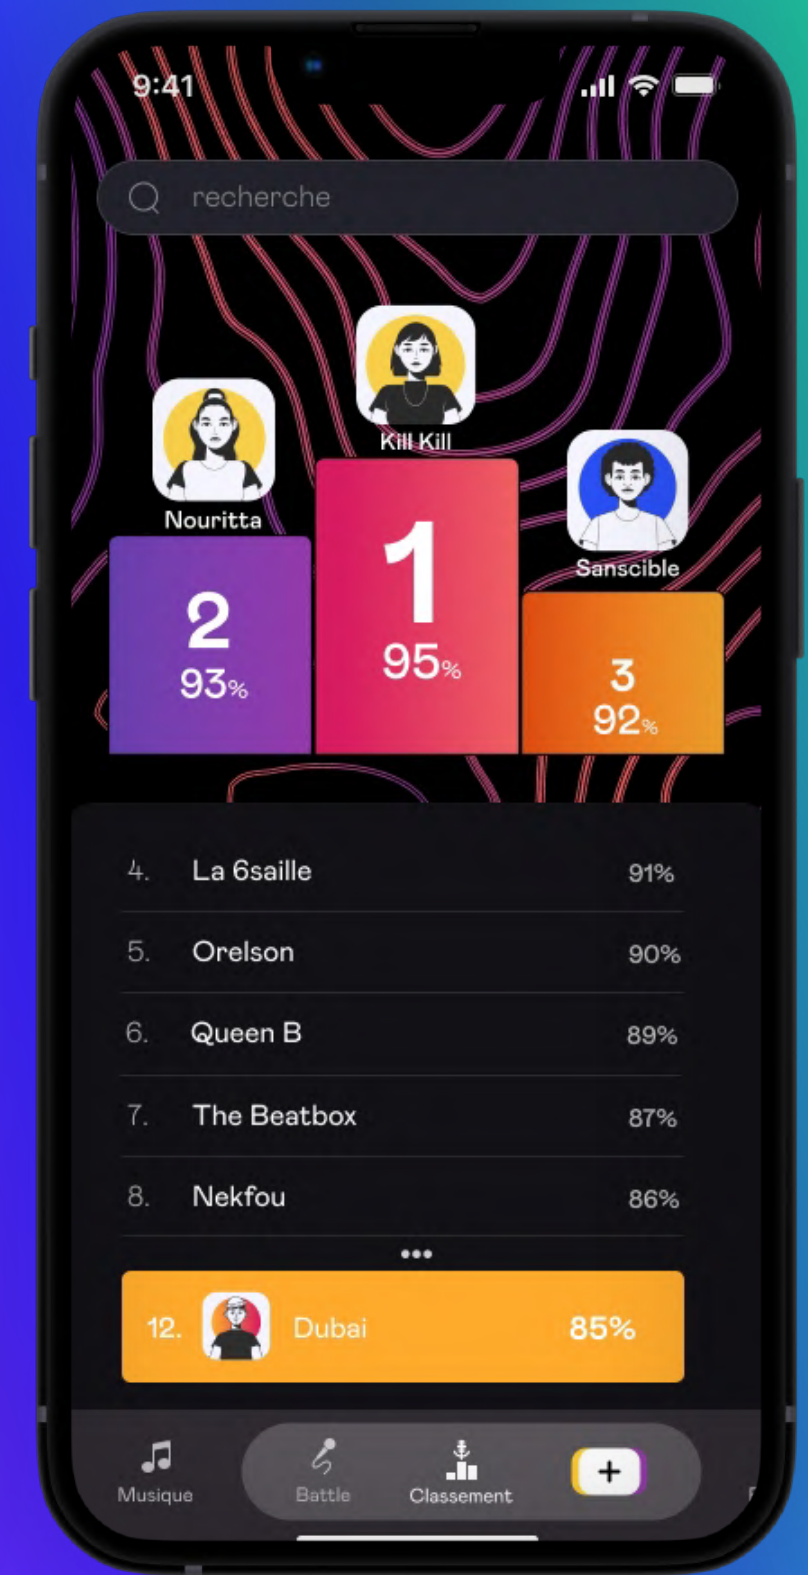 9:41
recherche
Kill Kill
Nouritta
Sanscible
1
95%
2
93%
3
92%
4. La 6saille 91%
5. Orelson 90%
6. Queen B 89%
7. The Beatbox 87%
8. Nekfou 86%
12. Dubai 85%
Musique Battle Classement